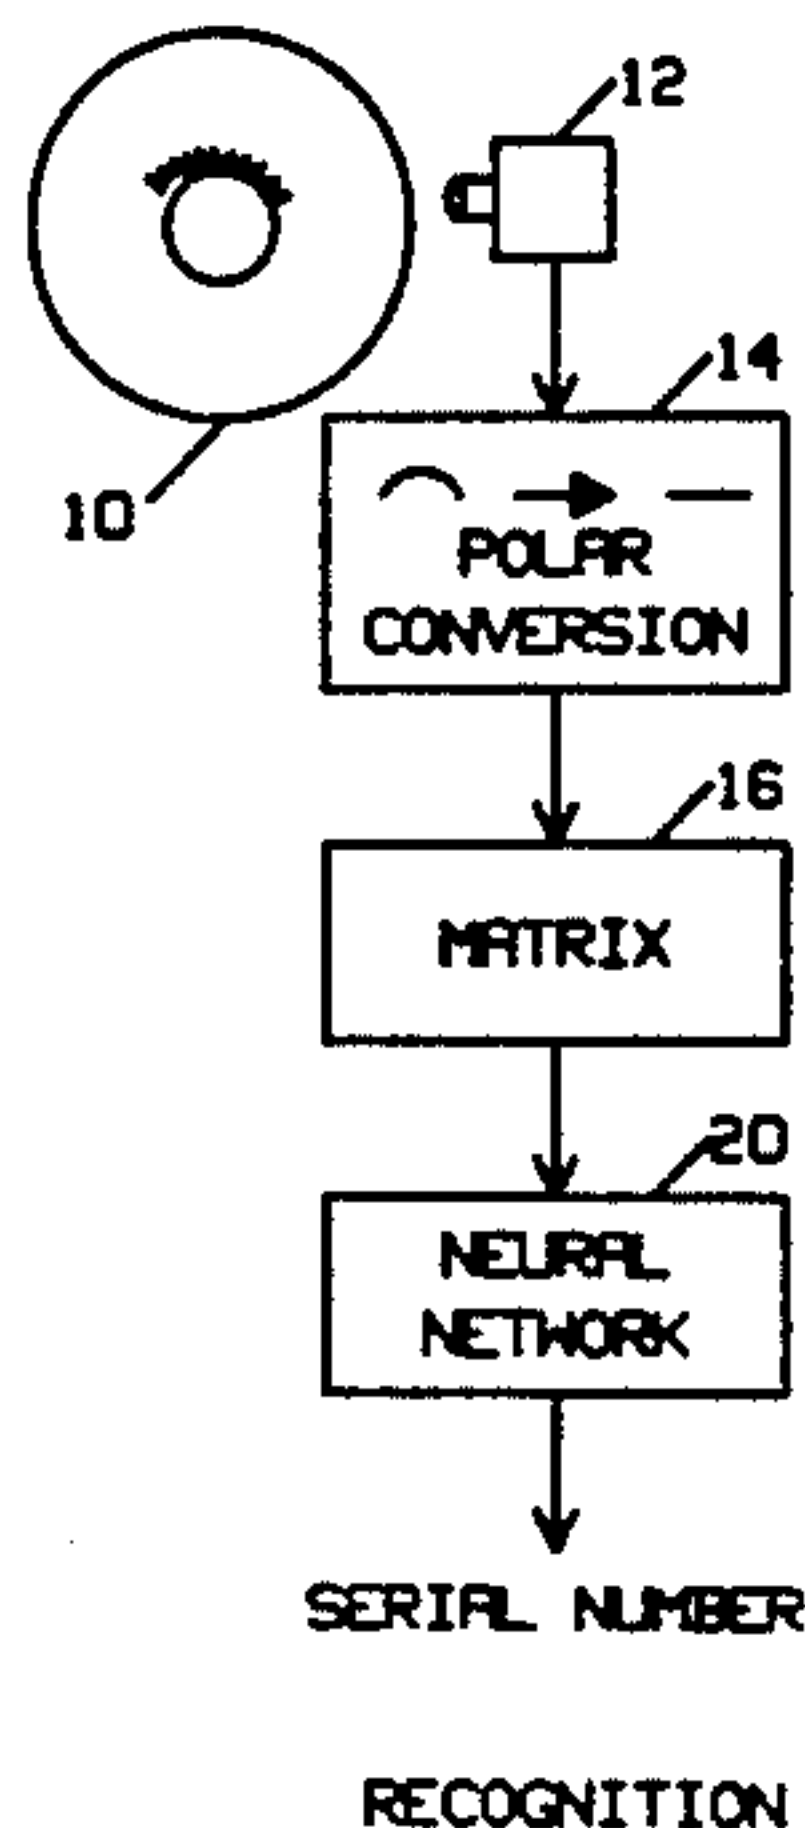 12
14
10
POLAR
CONVERSION
16
MATRIX
20
NEURAL
NETWORK
SERIAL NUMBER
RECOGNITION